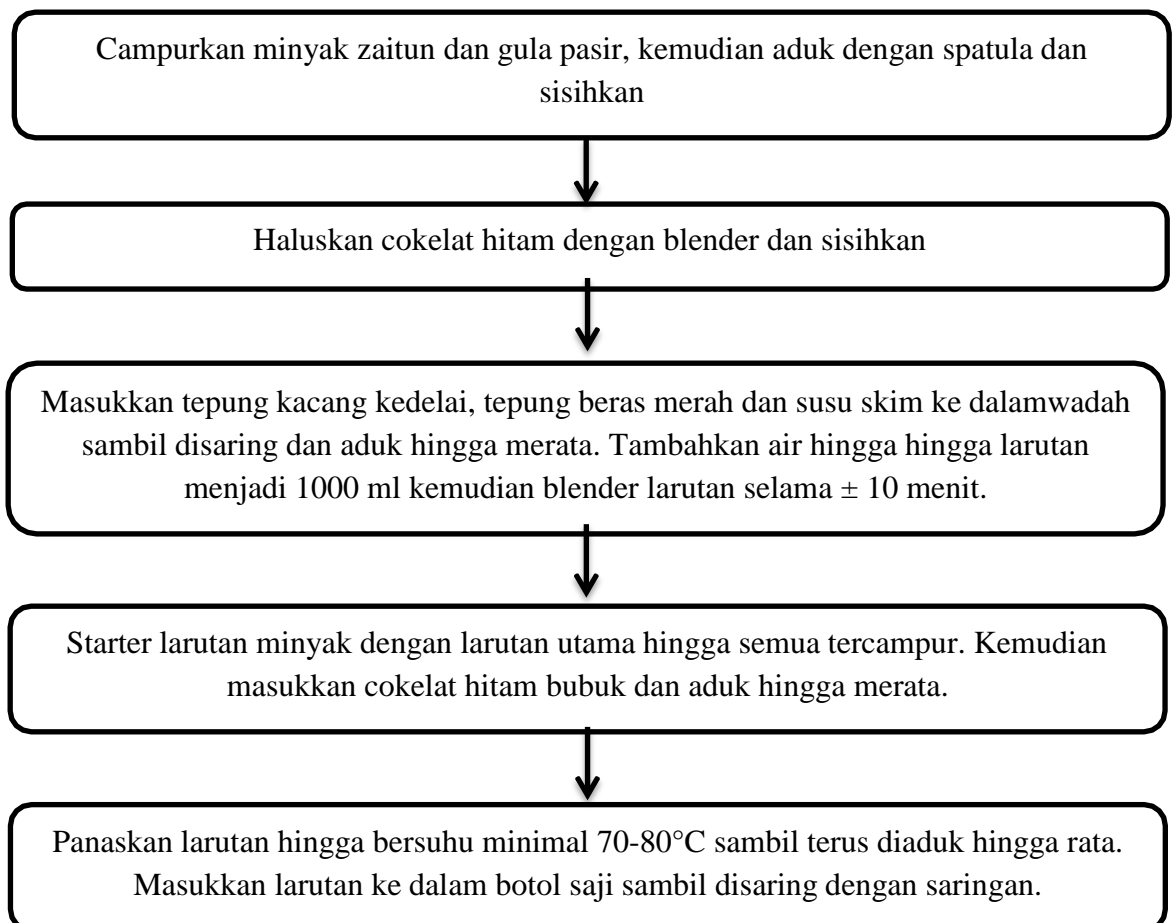 Campurkan minyak zaitun dan gula pasir, kemudian aduk dengan spatula dan
sisihkan
Haluskan cokelat hitam dengan blender dan sisihkan
Masukkan tepung kacang kedelai, tepung beras merah dan susu skim ke dalamwadah
sambil disaring dan aduk hingga merata. Tambahkan air hingga hingga larutan
menjadi 1000 ml kemudian blender larutan selama ± 10 menit.
Starter larutan minyak dengan larutan utama hingga semua tercampur. Kemudian
masukkan cokelat hitam bubuk dan aduk hingga merata.
Panaskan larutan hingga bersuhu minimal 70-80°C sambil terus diaduk hingga rata.
Masukkan larutan ke dalam botol saji sambil disaring dengan saringan.